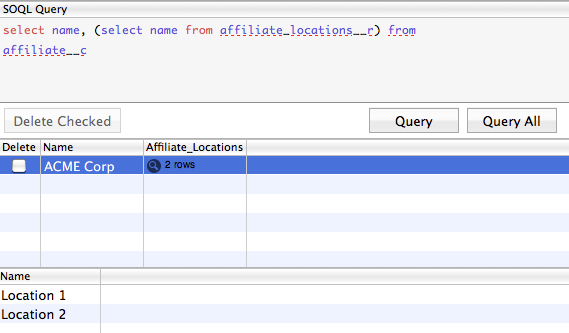 SOQL Query
select name, (select name from affiliate_locations__r) from
affiliate__c
Delete Checked Query Query All
Delete Name Affiliate_Locations
ACME Corp 2 rows
Name
Location 1
Location 2